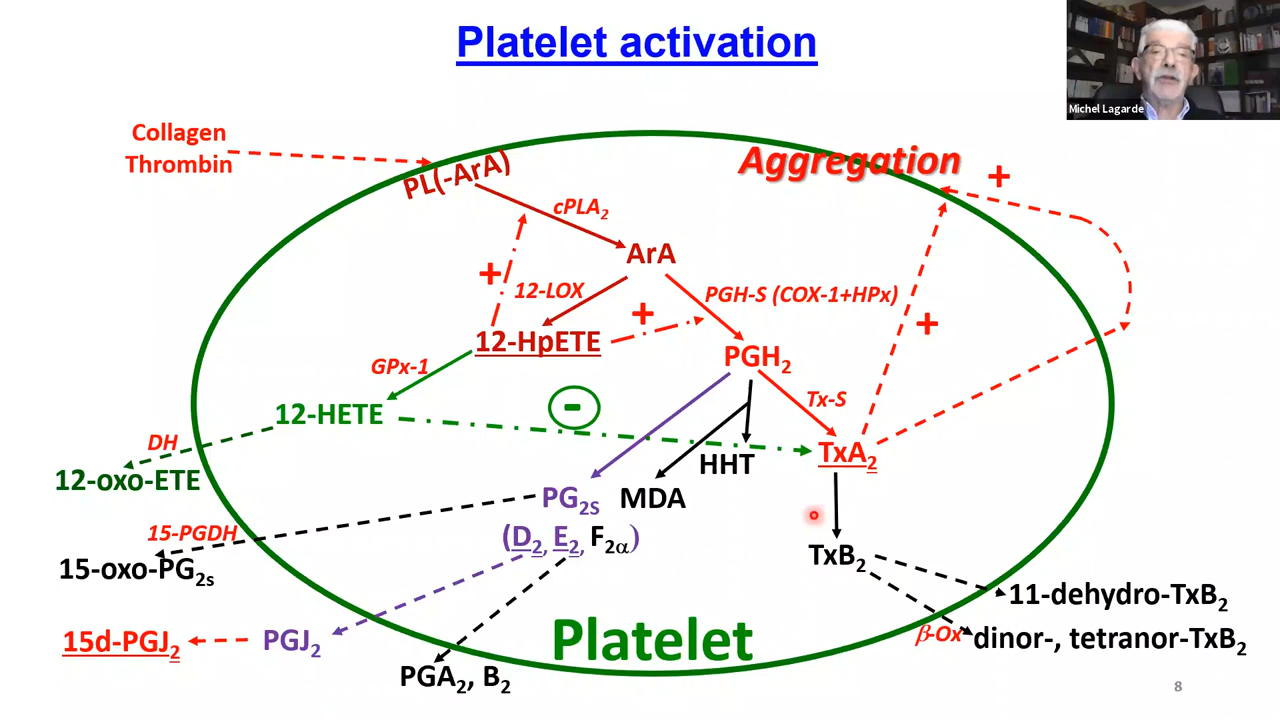 Platelet activation
Michel Lagarde
Collagen
Thrombin
PL(-ArA)
Aggregation
+
cPLA2
ArA
+
12-LOX
+
PGH-S (COX-1+HPx)
+
12-HpETE
PGH2
GPx-1
Tx-S
12-HETE
-
DH
TxA2
HHT
12-oxo-ETE
PG2s
MDA
15-PGDH
(D2, E2, F2α)
TxB2
15-oxo-PG2s
11-dehydro-TxB2
15d-PGJ2
PGJ2
Platelet
β-Ox
dinor-, tetranor-TxB2
PGA2, B2
8